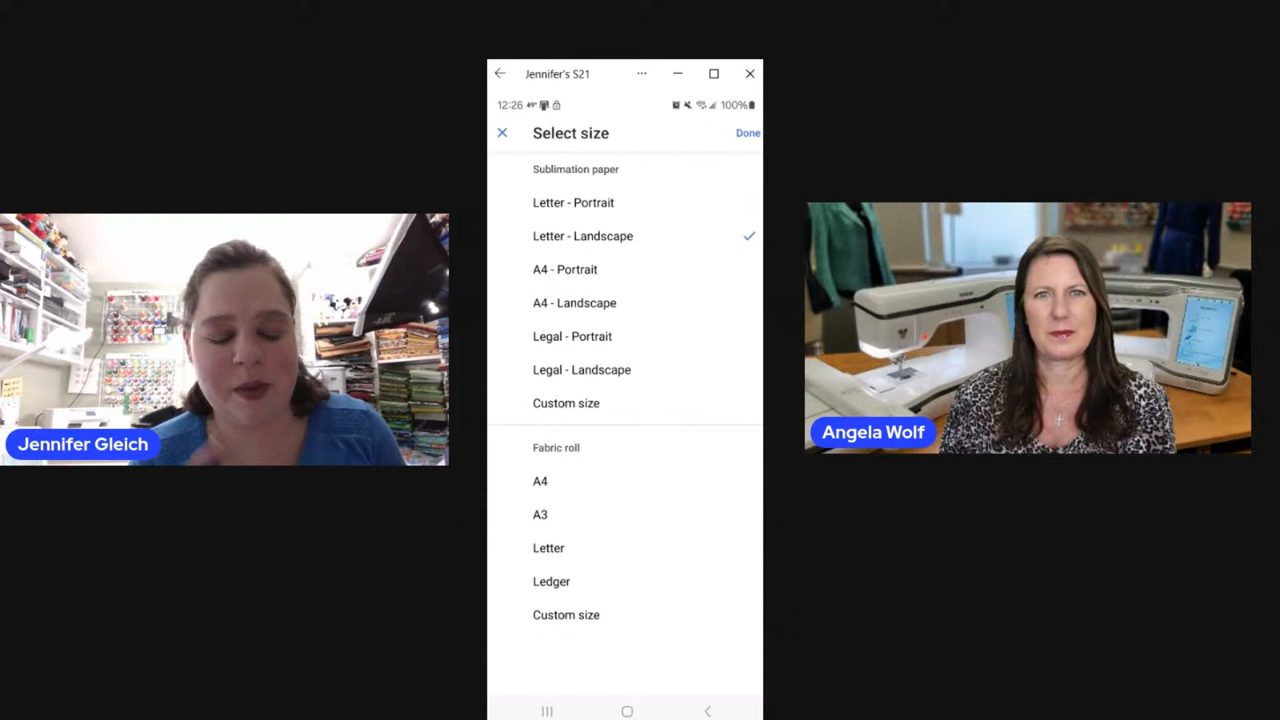 Jennifer's S21
12:26 49° 100%
Select size
Done
Sublimation paper
Letter - Portrait
Letter - Landscape
A4 - Portrait
A4 - Landscape
Legal - Portrait
Legal - Landscape
Custom size
Fabric roll
A4
A3
Letter
Ledger
Custom size
Jennifer Gleich
Angela Wolf